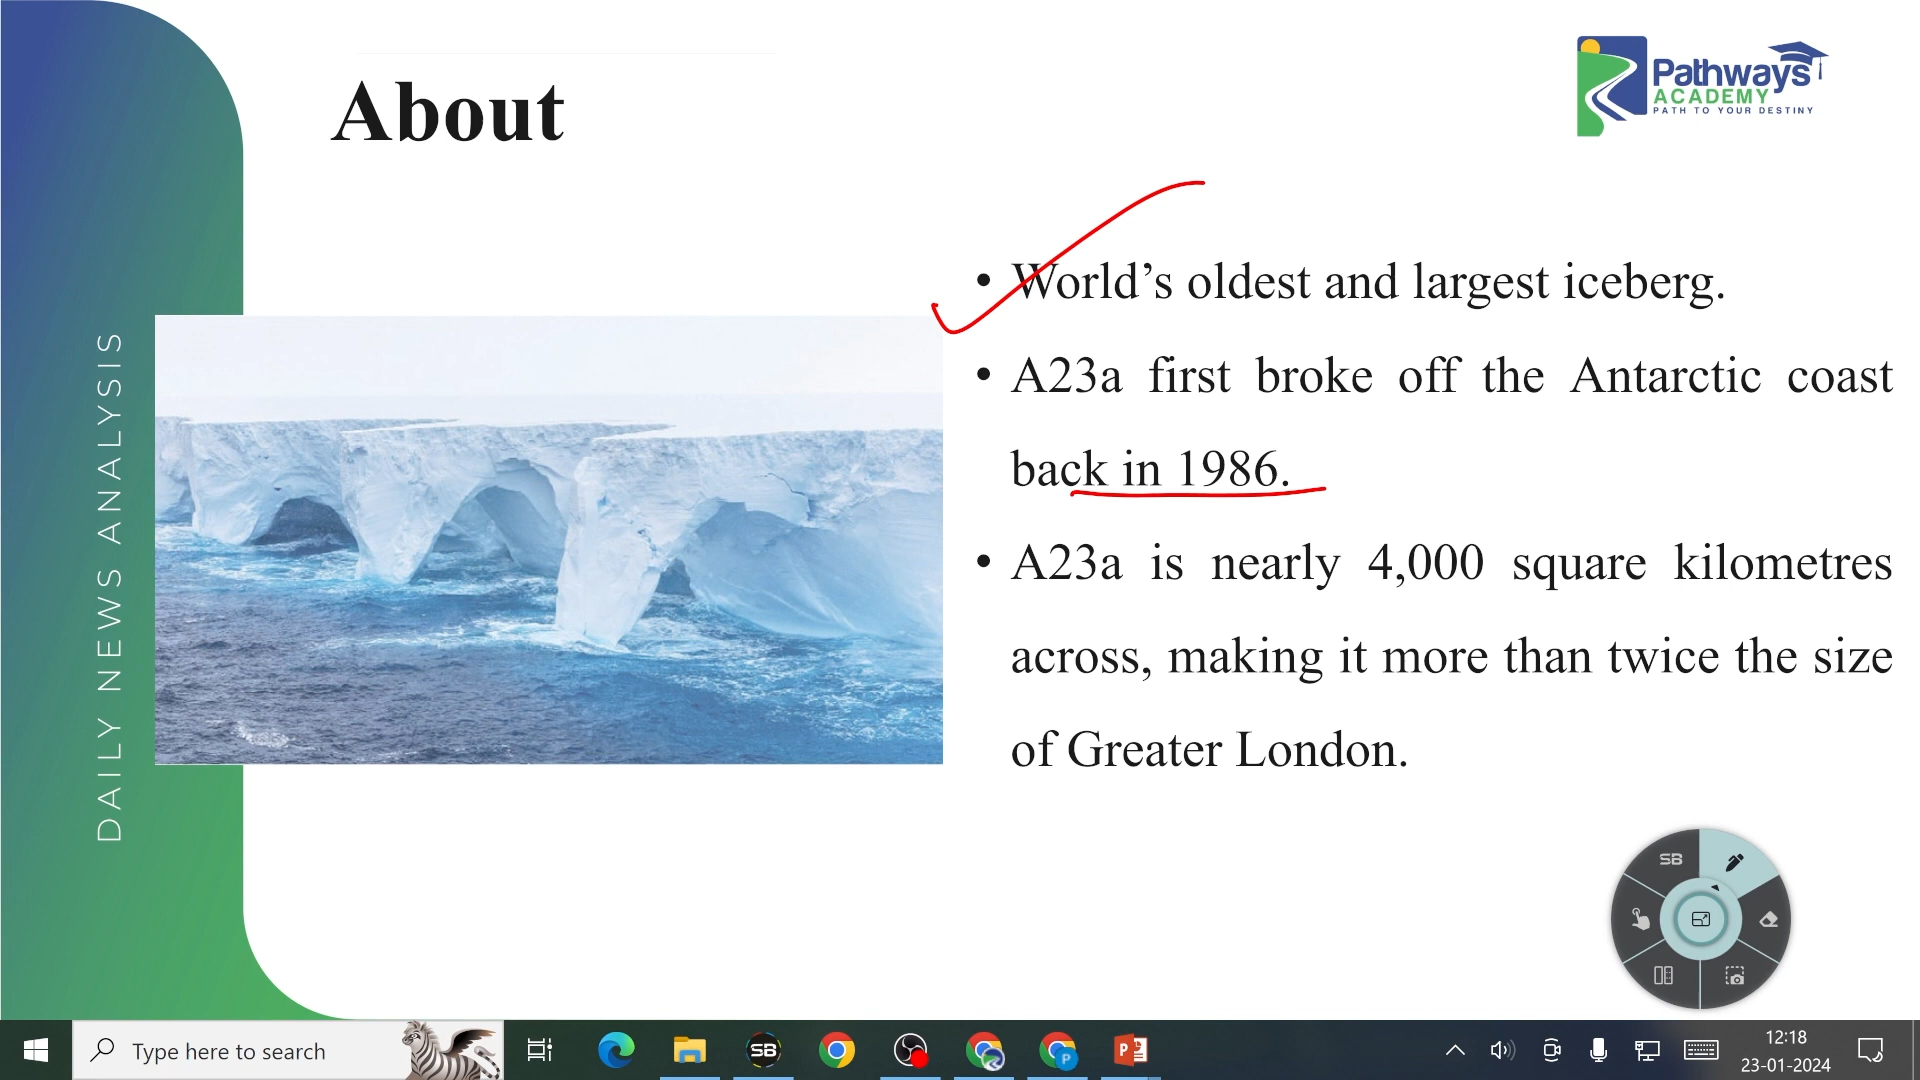 About
Pathways
ACADEMY
PATH TO YOUR DESTINY
DAILY NEWS ANALYSIS
• World’s oldest and largest iceberg.
• A23a first broke off the Antarctic coast
back in 1986.
• A23a is nearly 4,000 square kilometres
across, making it more than twice the size
of Greater London.
SB
Type here to search
SB
P
P
12:18
23-01-2024